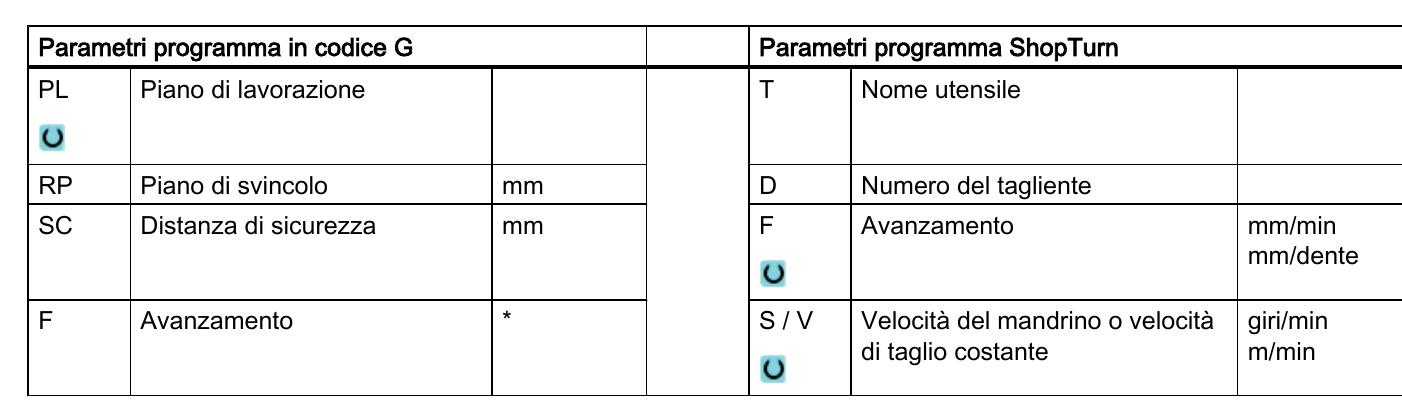 Parametri programma in codice G Parametri programma ShopTurn
PL Piano di lavorazione T Nome utensile
RP Piano di svincolo mm D Numero del tagliente
SC Distanza di sicurezza mm F Avanzamento mm/min
mm/dente
F Avanzamento * S / V Velocità del mandrino o velocità giri/min
di taglio costante m/min